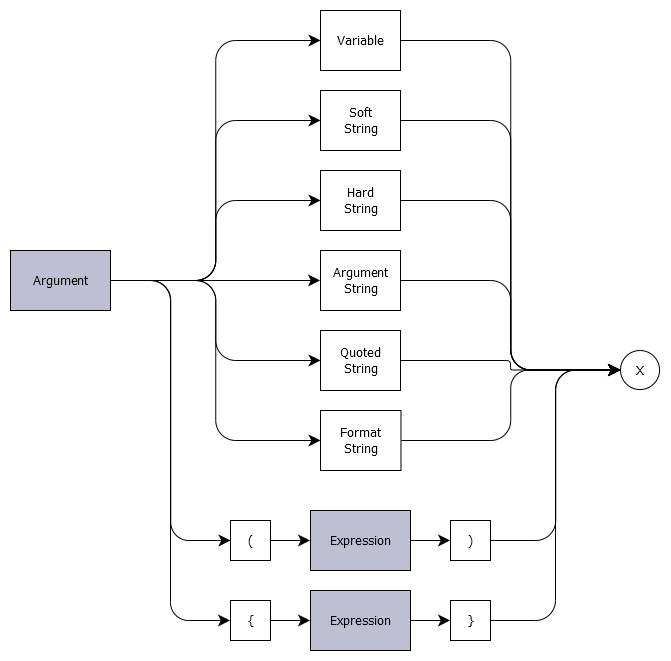 Variable
Soft
String
Hard
String
Argument
Argument
String
Quoted
String
X
Format
String
(
Expression
)
{
Expression
}